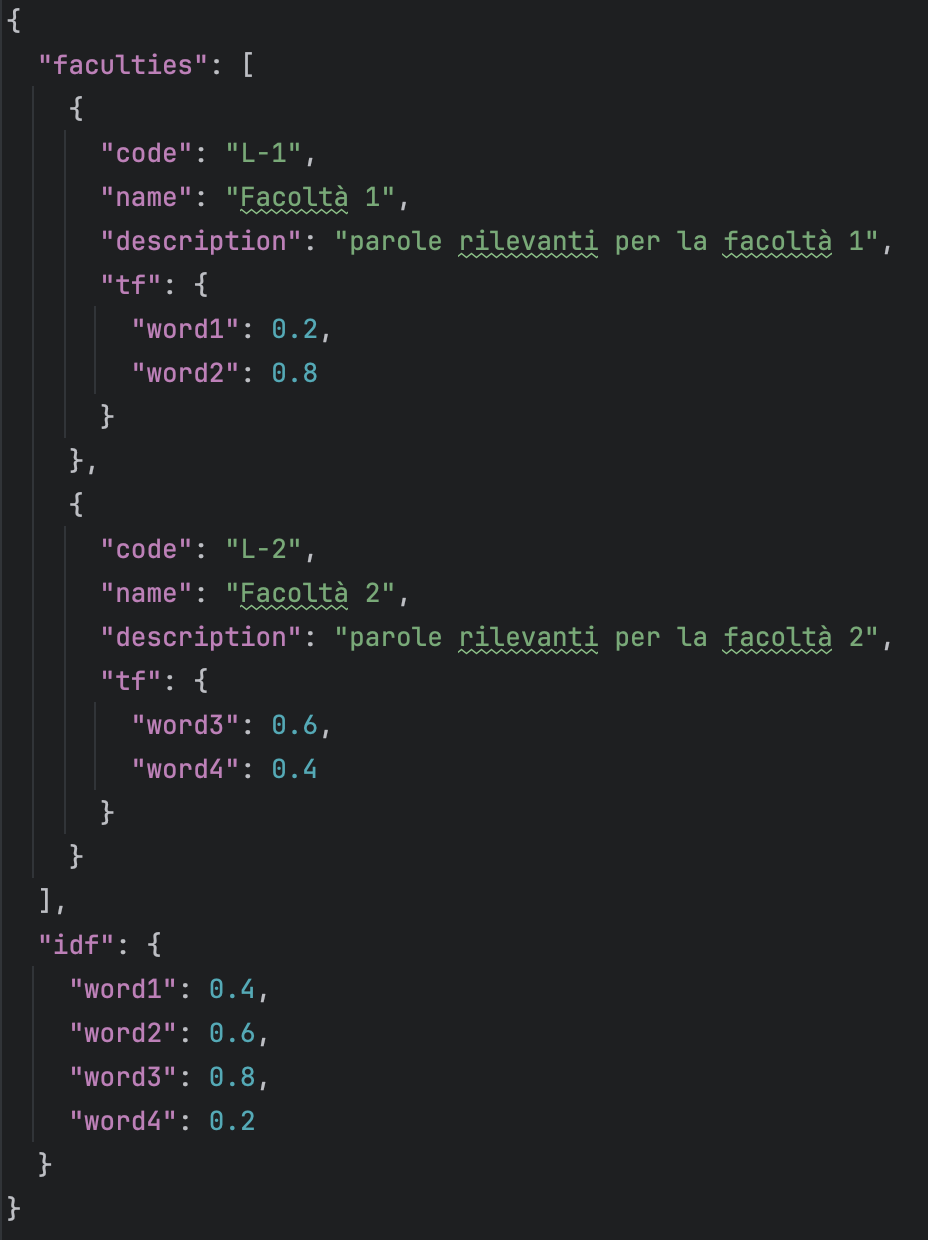 {
  "faculties": [
    {
      "code": "L-1",
      "name": "Facoltà 1",
      "description": "parole rilevanti per la facoltà 1",
      "tf": {
        "word1": 0.2,
        "word2": 0.8
      }
    },
    {
      "code": "L-2",
      "name": "Facoltà 2",
      "description": "parole rilevanti per la facoltà 2",
      "tf": {
        "word3": 0.6,
        "word4": 0.4
      }
    }
  ],
  "idf": {
    "word1": 0.4,
    "word2": 0.6,
    "word3": 0.8,
    "word4": 0.2
  }
}